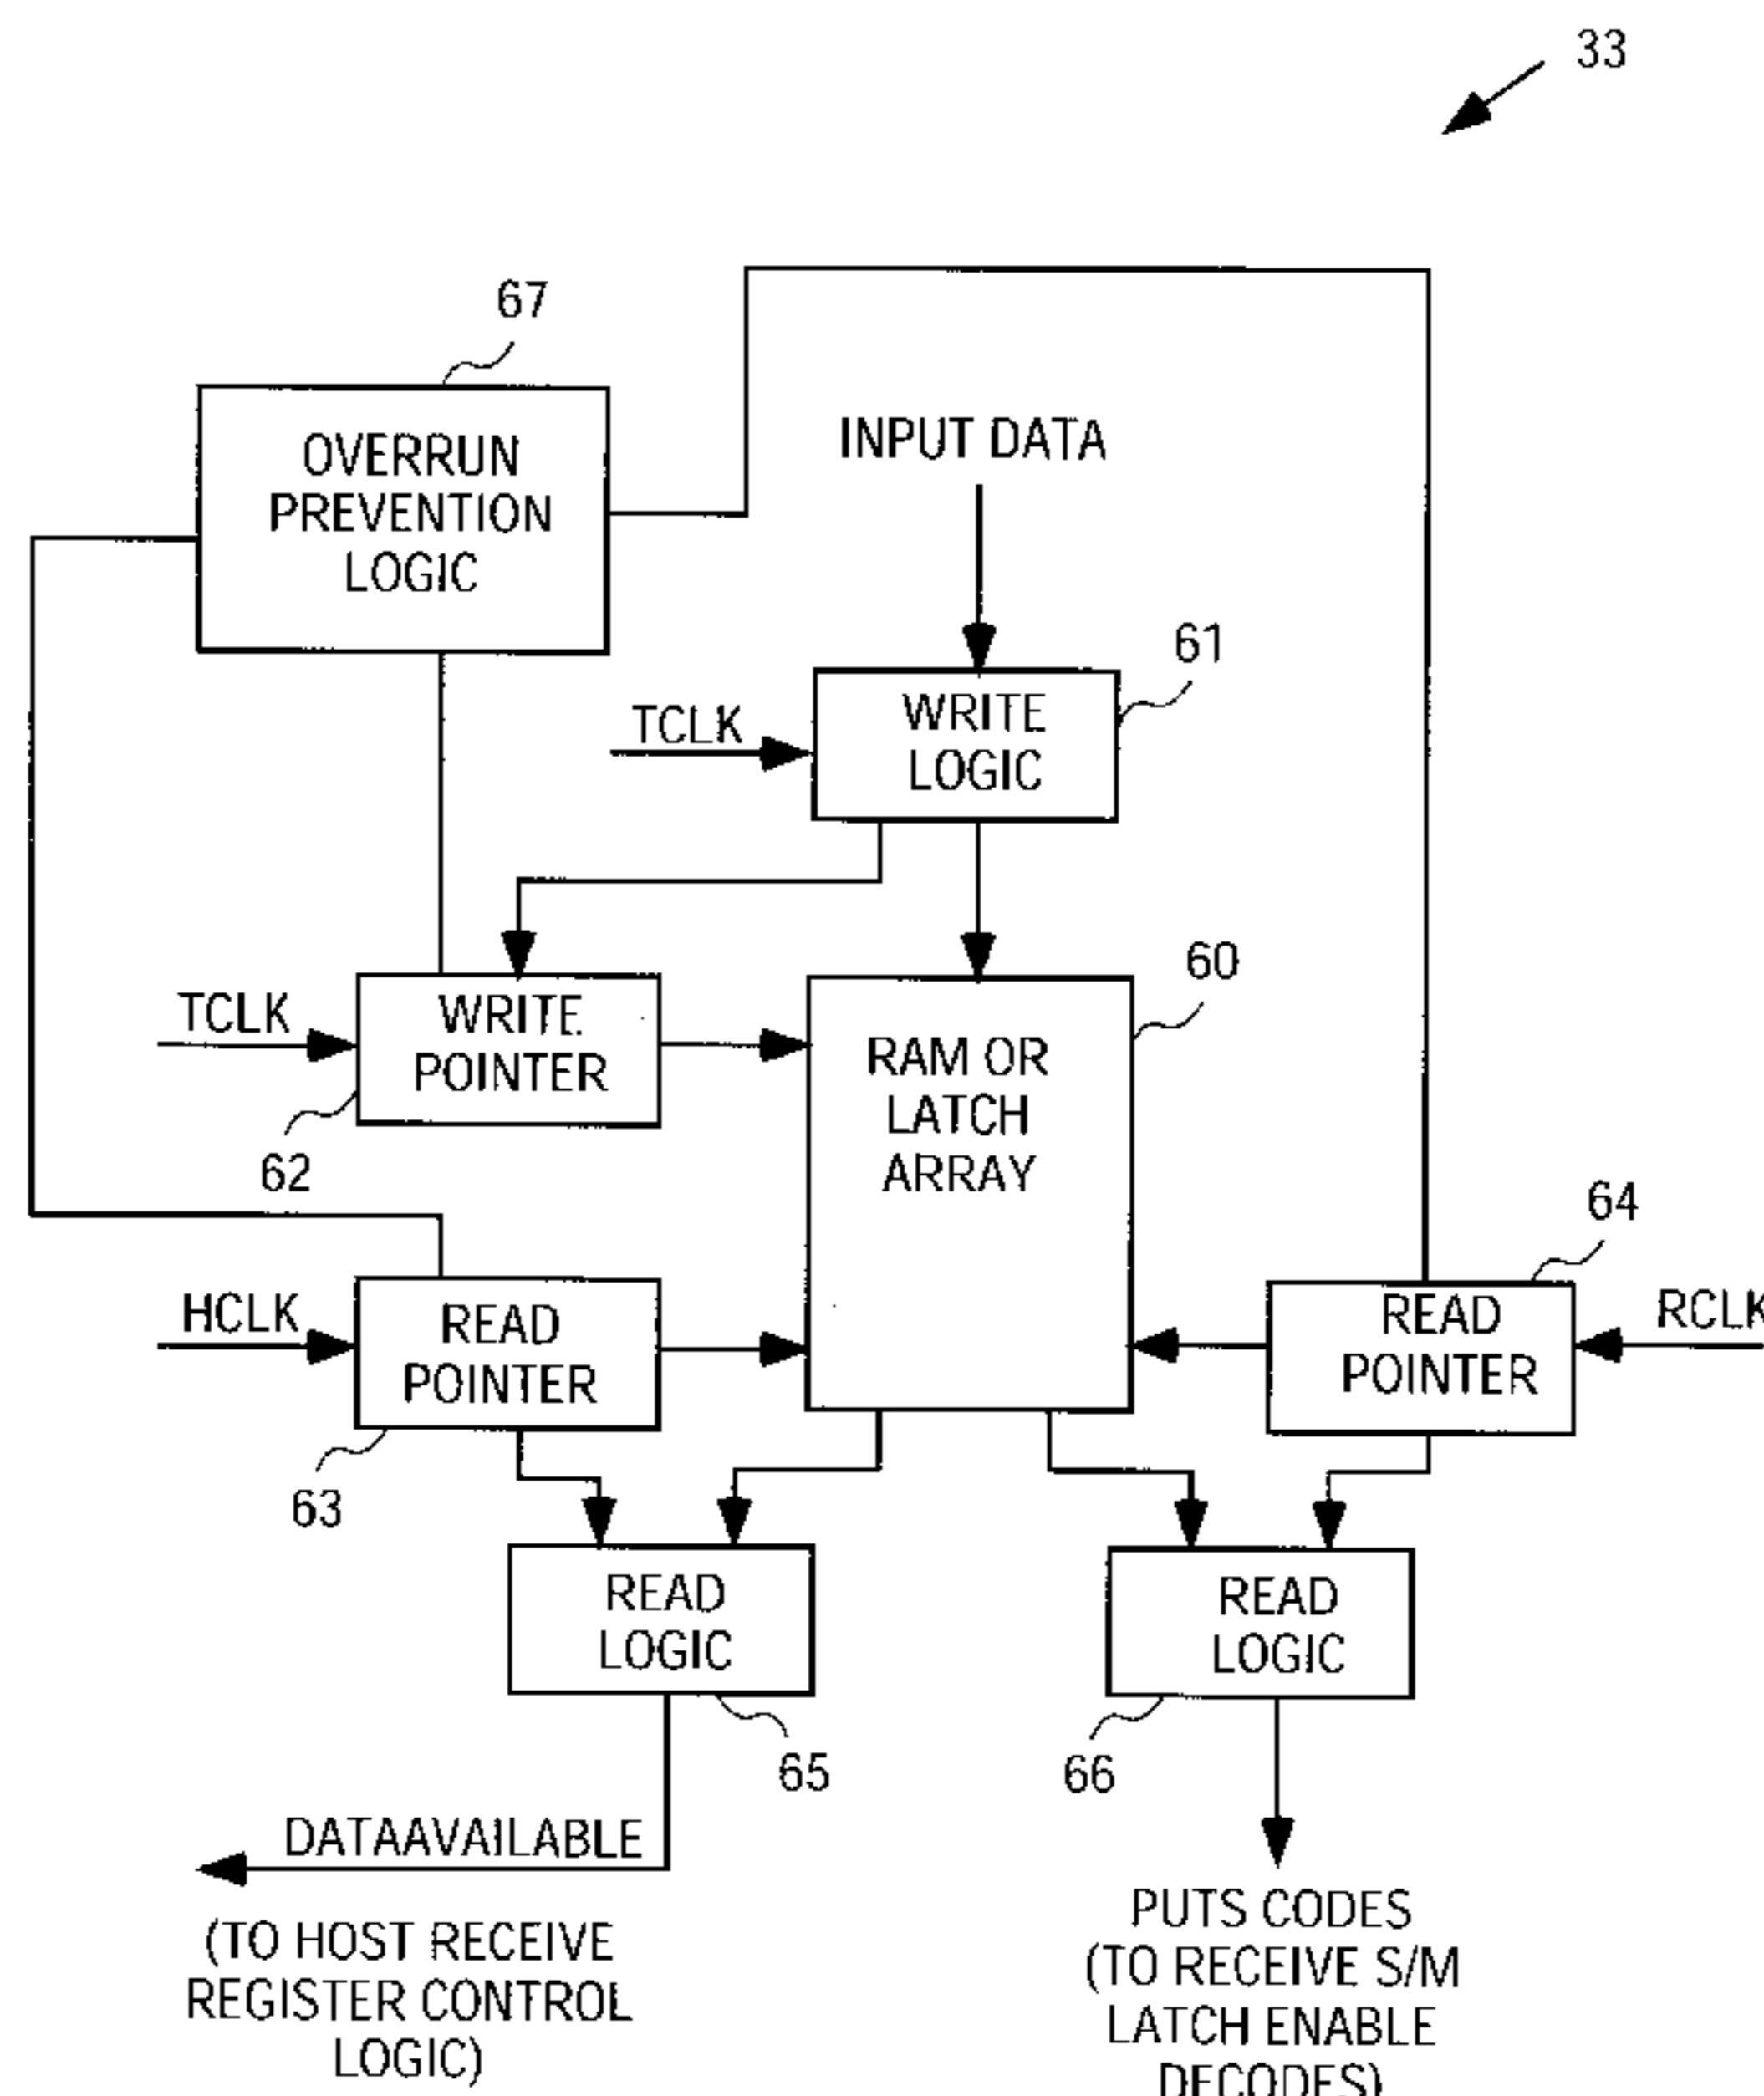 33
67
OVERRUN
PREVENTION
LOGIC
INPUT DATA
61
TCLK
WRITE
LOGIC
60
TCLK
WRITE
POINTER
RAM OR
LATCH
ARRAY
62
64
HCLK
READ
POINTER
READ
POINTER
RCLK
63
READ
LOGIC
READ
LOGIC
65
66
DATAAVAILABLE
(TO HOST RECEIVE
REGISTER CONTROL
LOGIC)
PUTS CODES
(TO RECEIVE S/M
LATCH ENABLE
DECODES)